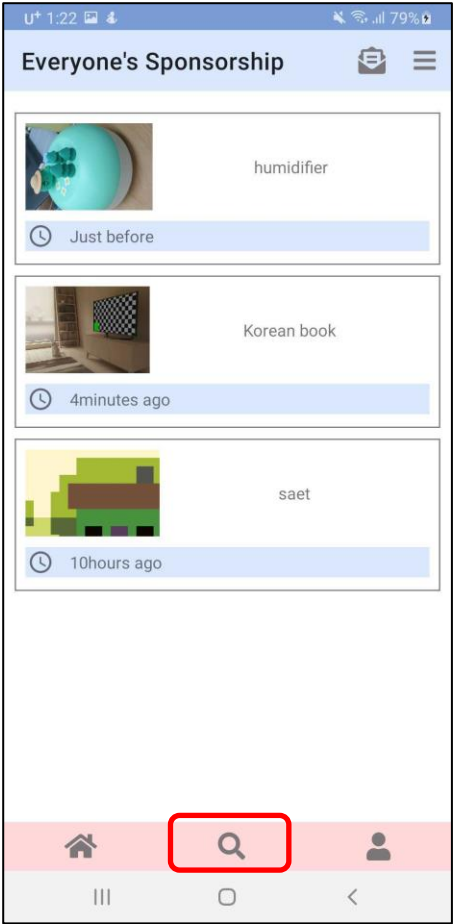 U+ 1:22 79%
Everyone's Sponsorship
humidifier
Just before
Korean book
4minutes ago
saet
10hours ago